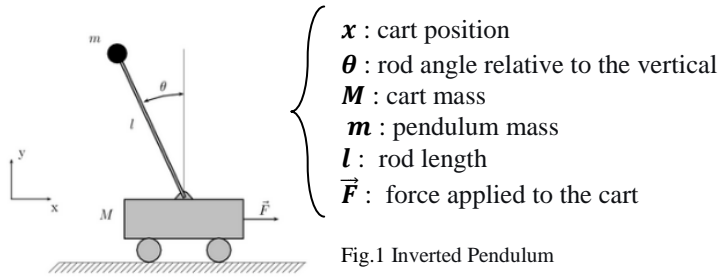 m
θ
l
y
x
M
F⃗
x : cart position
θ : rod angle relative to the vertical
M : cart mass
m : pendulum mass
l : rod length
F⃗ : force applied to the cart
Fig.1 Inverted Pendulum